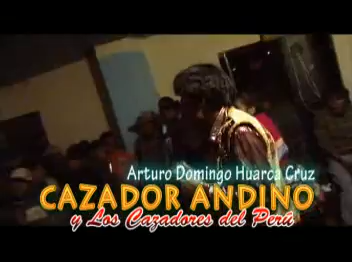 Arturo Domingo Huarca Cruz
CAZADOR ANDINO
y Los Cazadores del Perú